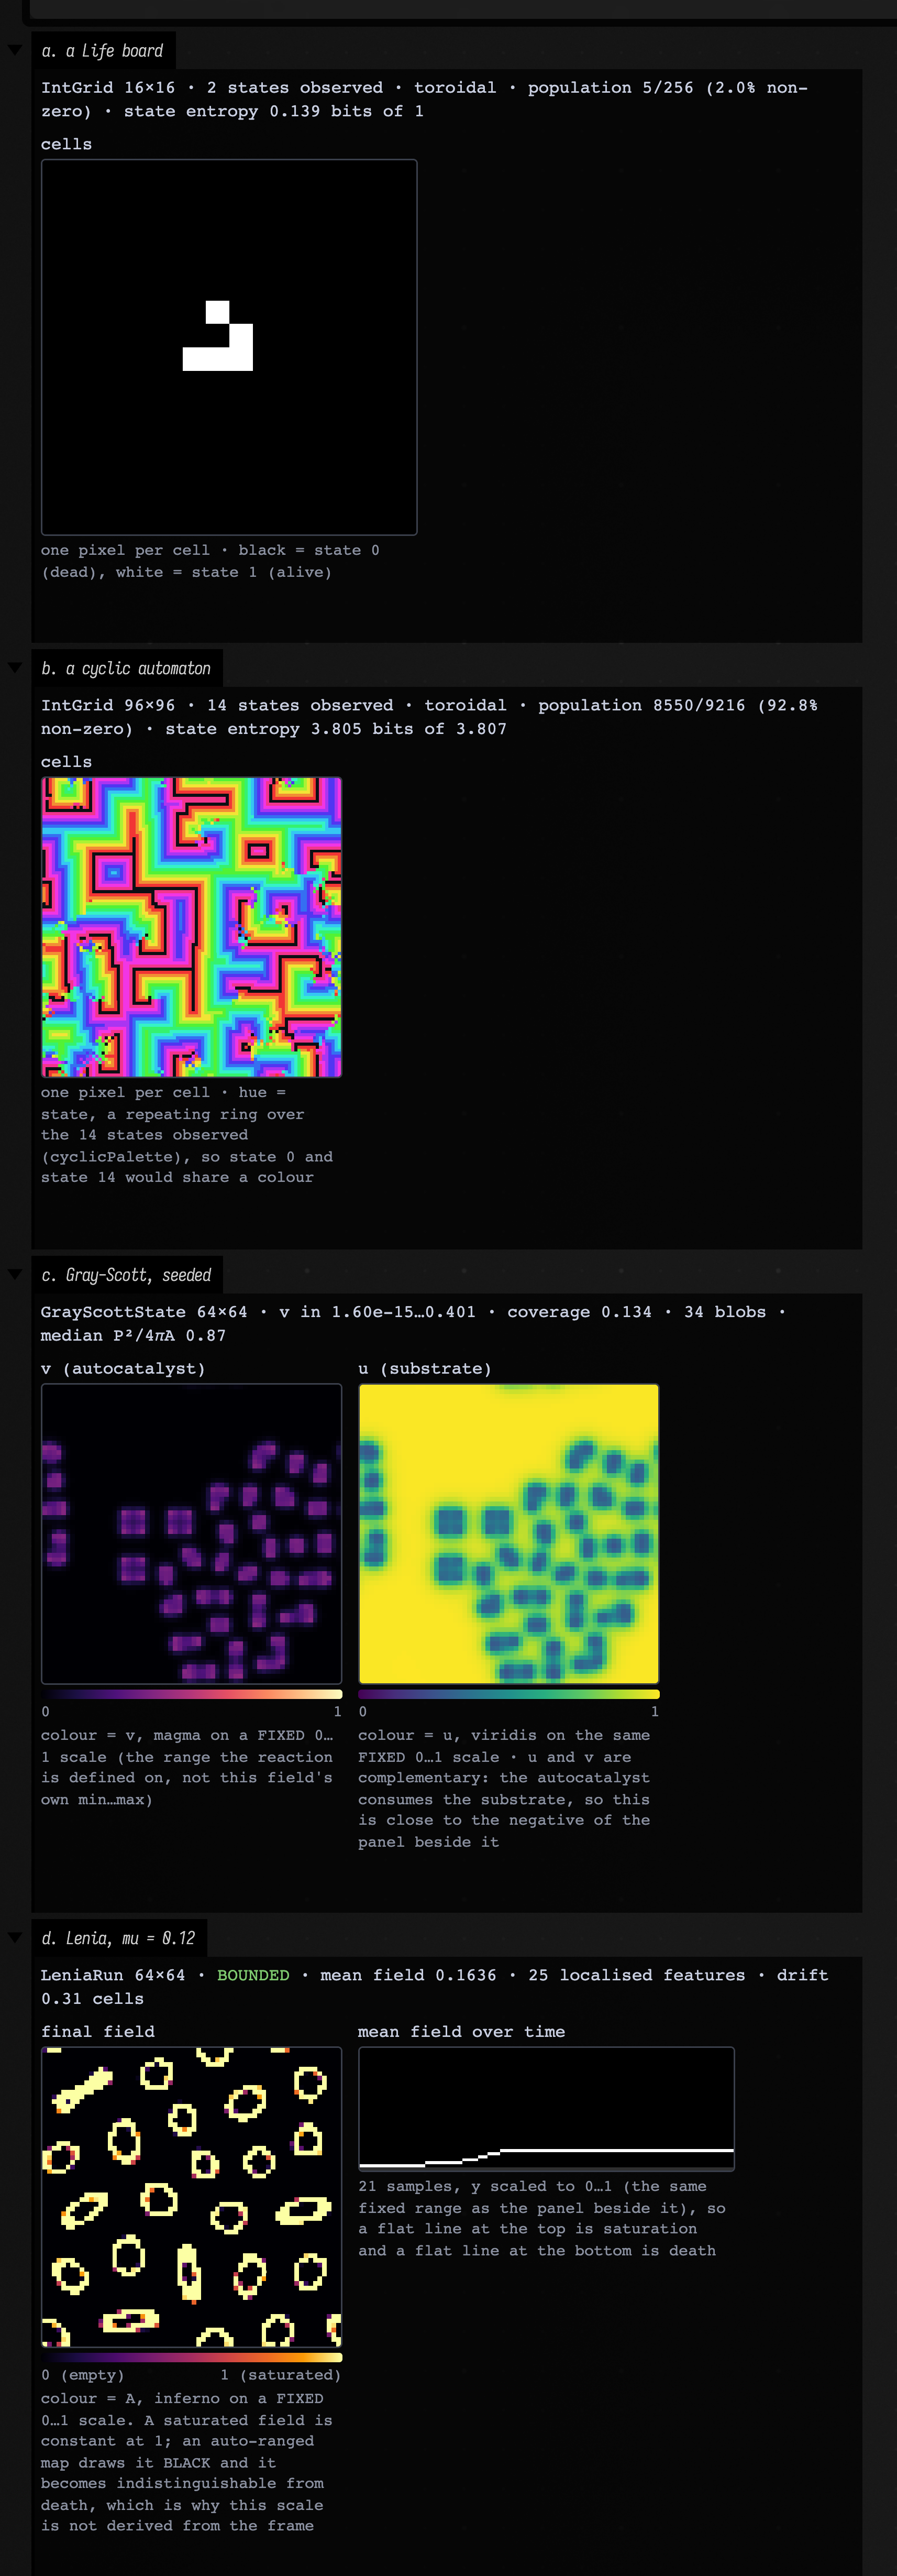 a. a Life board
IntGrid 16×16 · 2 states observed · toroidal · population 5/256 (2.0% non-
zero) · state entropy 0.139 bits of 1
cells
one pixel per cell · black = state 0
(dead), white = state 1 (alive)
b. a cyclic automaton
IntGrid 96×96 · 14 states observed · toroidal · population 8550/9216 (92.8%
non-zero) · state entropy 3.805 bits of 3.807
cells
one pixel per cell · hue =
state, a repeating ring over
the 14 states observed
(cyclicPalette), so state 0 and
state 14 would share a colour
c. Gray-Scott, seeded
GrayScottState 64×64 · v in 1.60e-15…0.401 · coverage 0.134 · 34 blobs ·
median P²/4πA 0.87
v (autocatalyst)
0 1
colour = v, magma on a FIXED 0…
1 scale (the range the reaction
is defined on, not this field's
own min…max)
u (substrate)
0 1
colour = u, viridis on the same
FIXED 0…1 scale · u and v are
complementary: the autocatalyst
consumes the substrate, so this
is close to the negative of the
panel beside it
d. Lenia, mu = 0.12
LeniaRun 64×64 · BOUNDED · mean field 0.1636 · 25 localised features · drift
0.31 cells
final field
0 (empty) 1 (saturated)
colour = A, inferno on a FIXED
0…1 scale. A saturated field is
constant at 1; an auto-ranged
map draws it BLACK and it
becomes indistinguishable from
death, which is why this scale
is not derived from the frame
mean field over time
21 samples, y scaled to 0…1 (the same
fixed range as the panel beside it), so
a flat line at the top is saturation
and a flat line at the bottom is death